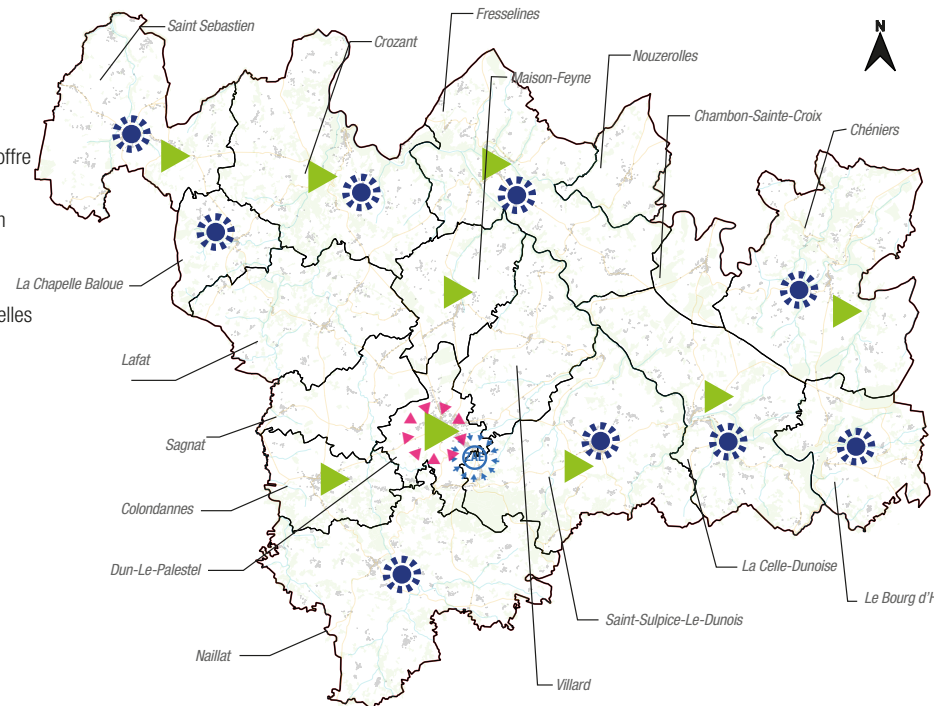 Saint Sebastien
Fresselines
Crozant
Nouzerolles
Maison-Feyne
Chambon-Sainte-Croix
Chéniers
offre
La Chapelle Baloue
elles
Lafat
Sagnat
ZAE
Colondannes
Dun-Le-Palestel
La Celle-Dunoise
Le Bourg d'H
Saint-Sulpice-Le-Dunois
Naillat
Villard
N